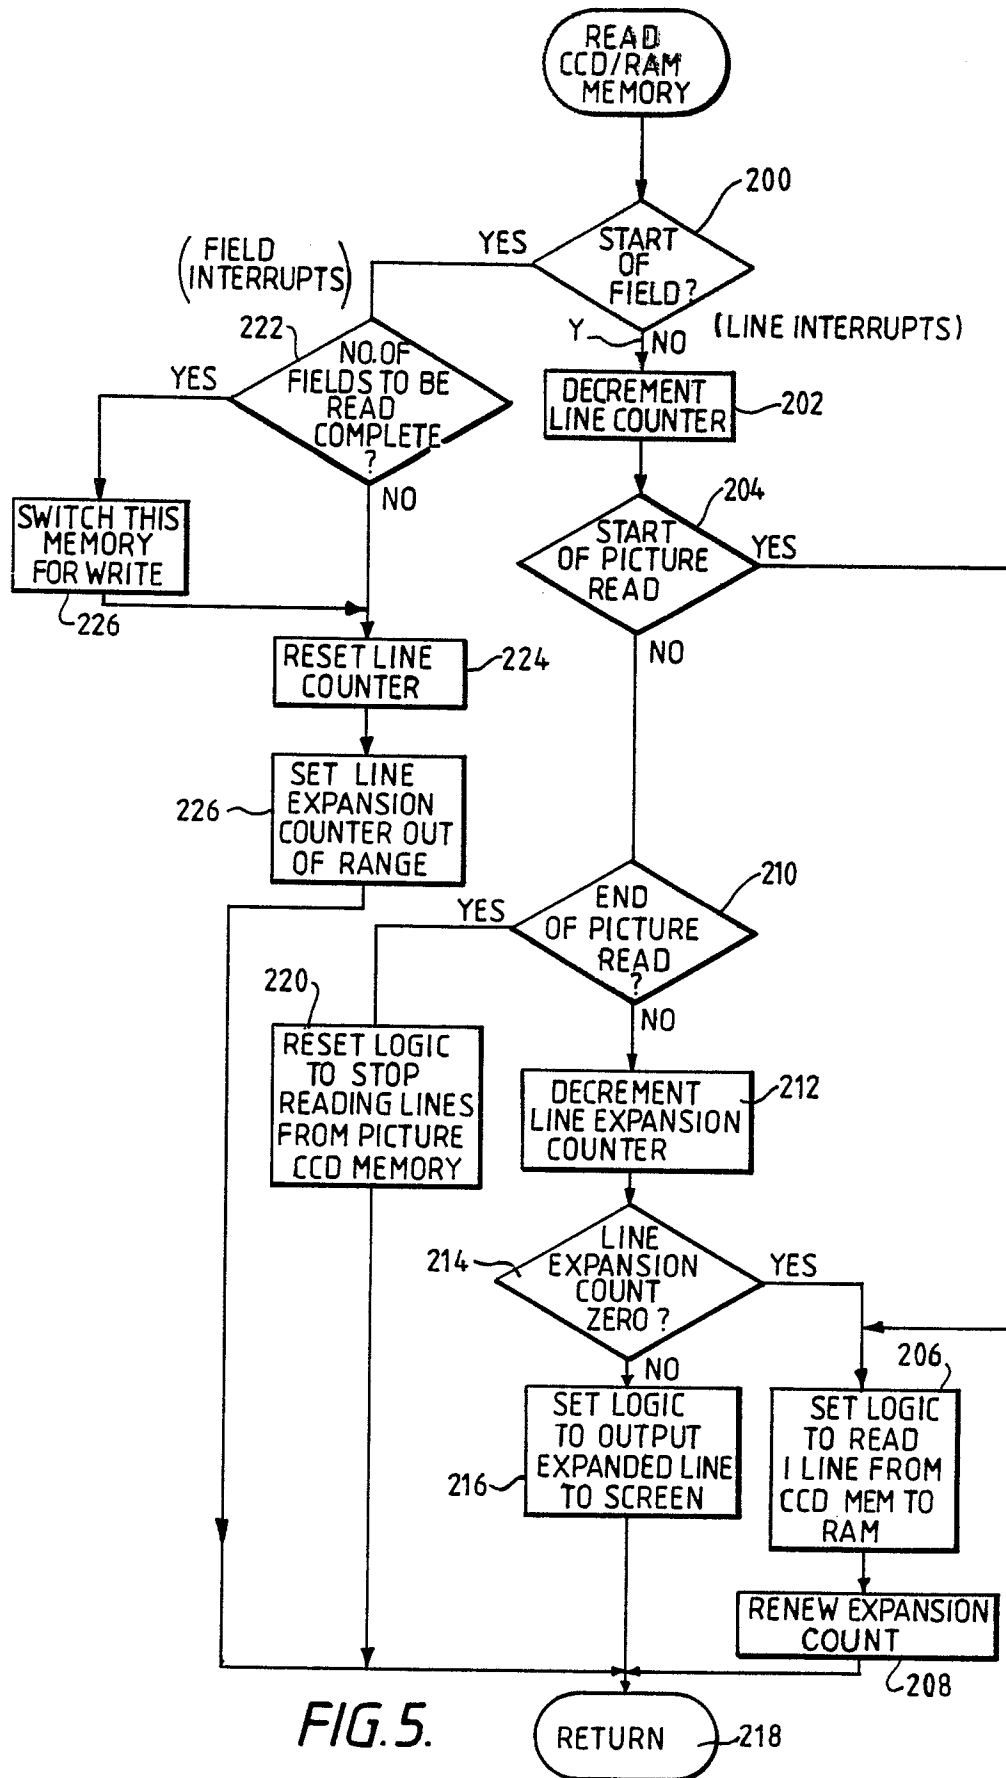 READ
CCD/RAM
MEMORY
200
START
OF
FIELD?
YES
(FIELD
INTERRUPTS)
Y
NO
(LINE INTERRUPTS)
222
NO. OF
FIELDS TO BE
READ
COMPLETE
?
YES
NO
DECREMENT
LINE COUNTER
202
204
START
OF PICTURE
READ
YES
NO
SWITCH THIS
MEMORY
FOR WRITE
226
RESET LINE
COUNTER
224
SET LINE
EXPANSION
COUNTER OUT
OF RANGE
226
210
END
OF PICTURE
READ
?
YES
NO
220
RESET LOGIC
TO STOP
READING LINES
FROM PICTURE
CCD MEMORY
DECREMENT
LINE EXPANSION
COUNTER
212
214
LINE
EXPANSION
COUNT
ZERO?
YES
NO
206
SET LOGIC
TO OUTPUT
EXPANDED LINE
TO SCREEN
216
SET LOGIC
TO READ
1 LINE FROM
CCD MEM TO
RAM
RENEW EXPANSION
COUNT
208
FIG. 5.
RETURN
218